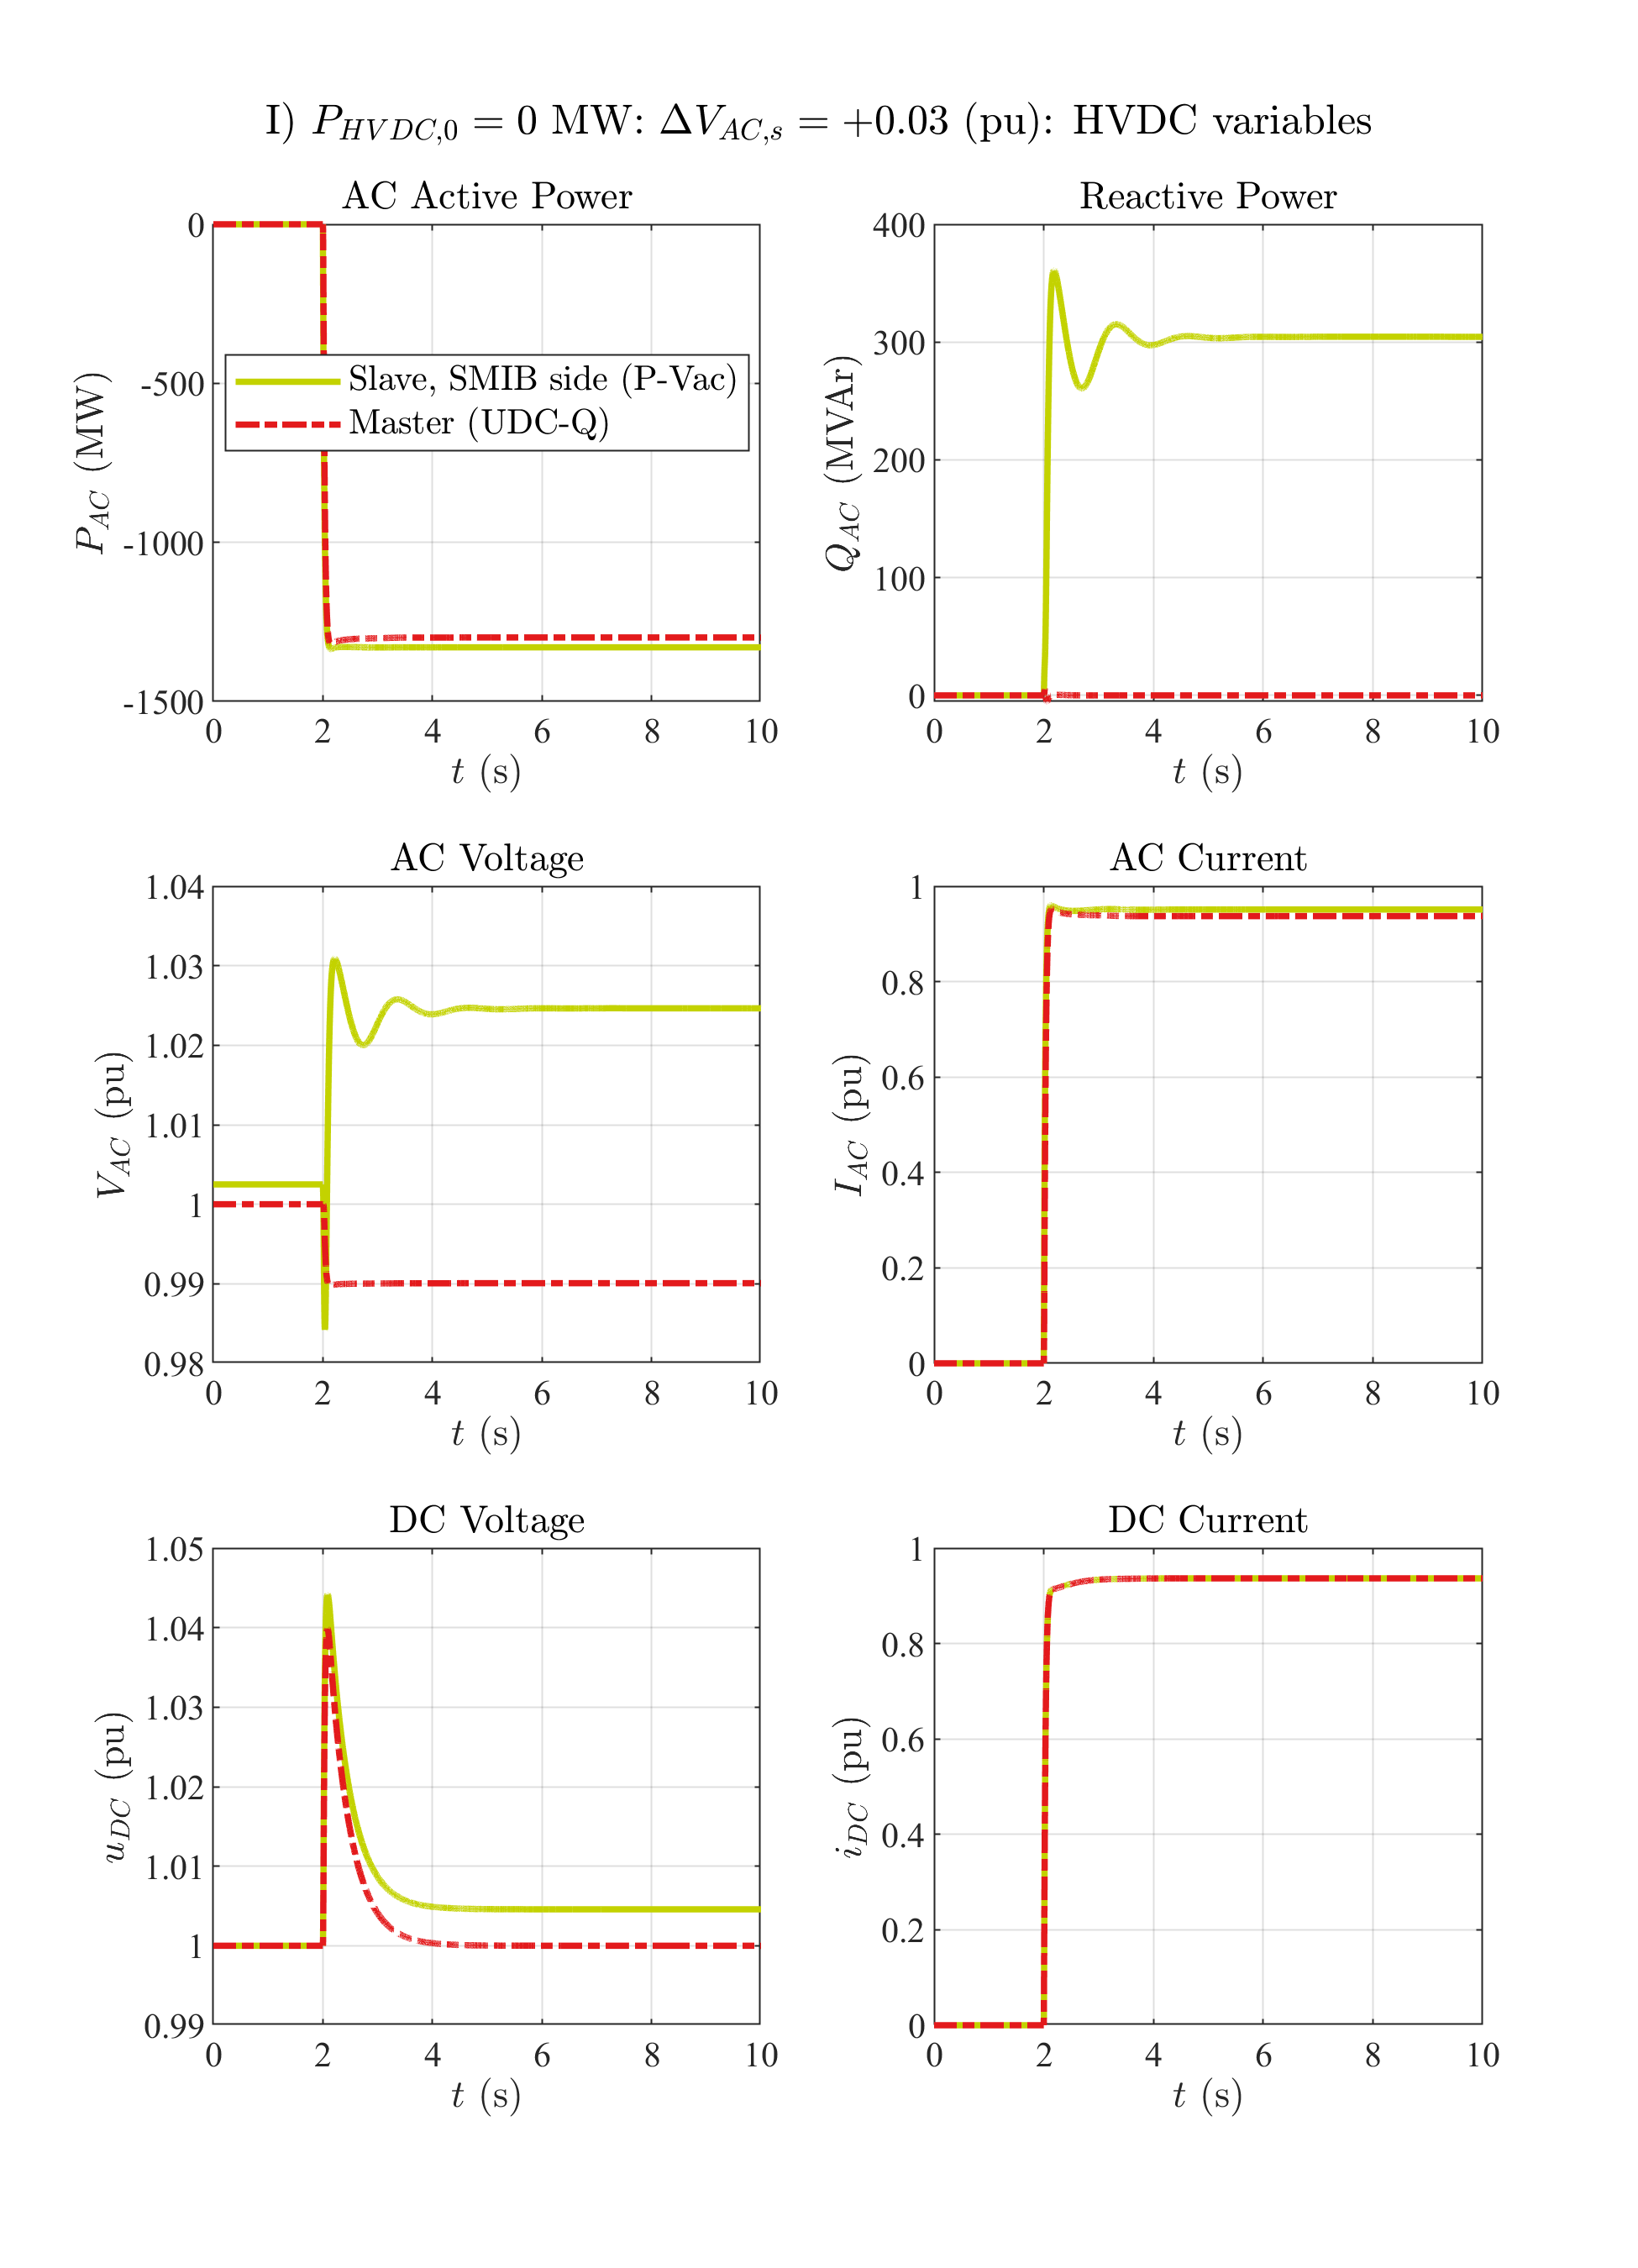 I) P_{HVDC,0} = 0 MW: ΔV_{AC,s} = +0.03 (pu): HVDC variables
AC Active Power
0
-500
-1000
-1500
P_{AC} (MW)
Slave, SMIB side (P-Vac)
Master (UDC-Q)
0 2 4 6 8 10
t (s)
Reactive Power
400
300
200
100
0
Q_{AC} (MVAr)
0 2 4 6 8 10
t (s)
AC Voltage
1.04
1.03
1.02
1.01
1
0.99
0.98
V_{AC} (pu)
0 2 4 6 8 10
t (s)
AC Current
1
0.8
0.6
0.4
0.2
0
I_{AC} (pu)
0 2 4 6 8 10
t (s)
DC Voltage
1.05
1.04
1.03
1.02
1.01
1
0.99
u_{DC} (pu)
0 2 4 6 8 10
t (s)
DC Current
1
0.8
0.6
0.4
0.2
0
i_{DC} (pu)
0 2 4 6 8 10
t (s)